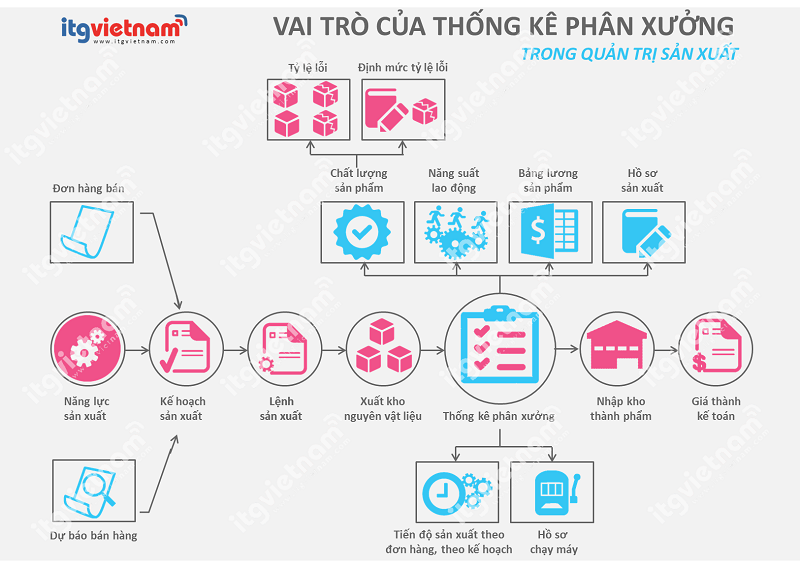 itgvietnam
www.itgvietnam.com
VAI TRÒ CỦA THỐNG KÊ PHÂN XƯỞNG
TRONG QUẢN TRỊ SẢN XUẤT
Tỷ lệ lỗi
Định mức tỷ lệ lỗi
Chất lượng
sản phẩm
Năng suất
lao động
Bảng lương
sản phẩm
Hồ sơ
sản xuất
Đơn hàng bán
Năng lực
sản xuất
Kế hoạch
sản xuất
Lệnh
sản xuất
Xuất kho
nguyên vật liệu
Thống kê phân xưởng
Nhập kho
thành phẩm
Giá thành
kế toán
Dự báo bán hàng
Tiến độ sản xuất theo
đơn hàng, theo kế hoạch
Hồ sơ
chạy máy